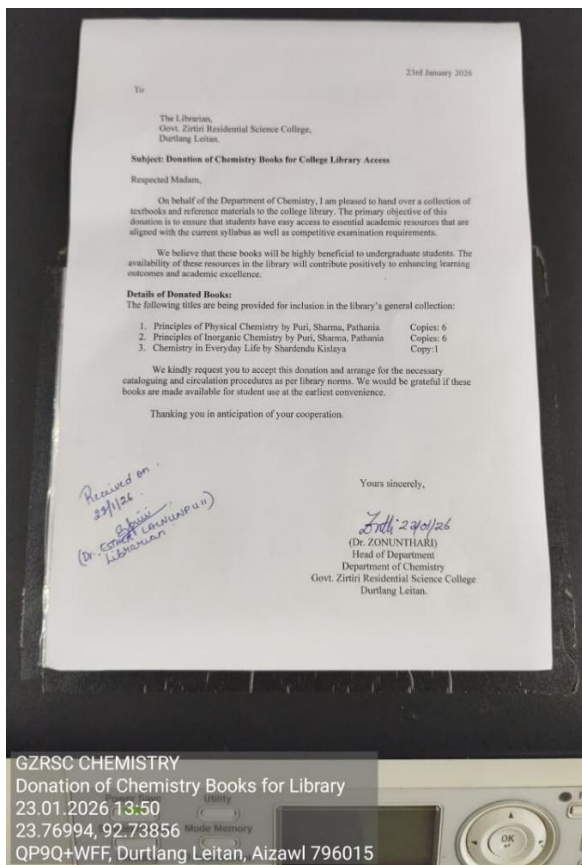 23rd January 2026
To
The Librarian,
Govt. Zirtiri Residential Science College,
Durtlang Leitan.
Subject: Donation of Chemistry Books for College Library Access
Respected Madam,
On behalf of the Department of Chemistry, I am pleased to hand over a collection of
textbooks and reference materials to the college library. The primary objective of this
donation is to ensure that students have easy access to essential academic resources that are
aligned with the current syllabus as well as competitive examination requirements.
We believe that these books will be highly beneficial to undergraduate students. The
availability of these resources in the library will contribute positively to enhancing learning
outcomes and academic excellence.
Details of Donated Books:
The following titles are being provided for inclusion in the library's general collection:
1. Principles of Physical Chemistry by Puri, Sharma, Pathania Copies: 6
2. Principles of Inorganic Chemistry by Puri, Sharma, Pathania Copies: 6
3. Chemistry in Everyday Life by Shardendu Kislaya Copy:1
We kindly request you to accept this donation and arrange for the necessary
cataloguing and circulation procedures as per library norms. We would be grateful if these
books are made available for student use at the earliest convenience.
Thanking you in anticipation of your cooperation.
Received on
23/1/26.
(Dr. ESTHER LALNUNPUII)
Librarian
Yours sincerely,
23/01/26
(Dr. ZONUNTHARI)
Head of Department
Department of Chemistry
Govt. Zirtiri Residential Science College
Durtlang Leitan.
GZRSC CHEMISTRY
Donation of Chemistry Books for Library
23.01.2026 13:50
23.76994, 92.73856
QP9Q+WFF, Durtlang Leitan, Aizawl 796015
Power Save
Utility
Mode Memory
OK